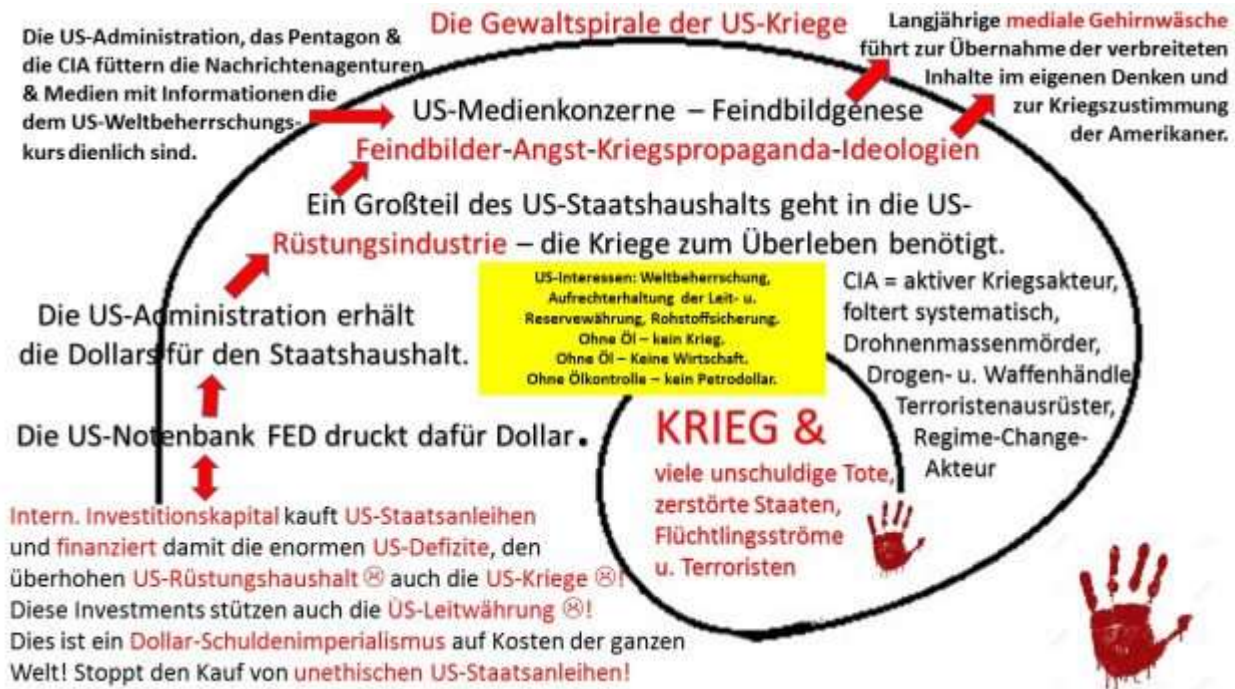 Die Gewaltspirale der US-Kriege
Die US-Administration, das Pentagon &
die CIA füttern die Nachrichtenagenturen
& Medien mit Informationen die
dem US-Weltbeherrschungs-
kurs dienlich sind.
Langjährige mediale Gehirnwäsche
führt zur Übernahme der verbreiteten
Inhalte im eigenen Denken und
zur Kriegszustimmung
der Amerikaner.
US-Medienkonzerne – Feindbildgenese
Feindbilder-Angst-Kriegspropaganda-Ideologien
Ein Großteil des US-Staatshaushalts geht in die US-
Rüstungsindustrie – die Kriege zum Überleben benötigt.
US-Interessen: Weltbeherrschung,
Aufrechterhaltung der Leit- u.
Reservewährung, Rohstoffsicherung.
Ohne Öl – kein Krieg.
Ohne Öl – Keine Wirtschaft.
Ohne Ölkontrolle – kein Petrodollar.
CIA = aktiver Kriegsakteur,
foltert systematisch,
Drohnenmassenmörder,
Drogen- u. Waffenhändle
Terroristenausrüster,
Regime-Change-
Akteur
Die US-Administration erhält
die Dollars für den Staatshaushalt.
Die US-Notenbank FED druckt dafür Dollar.
KRIEG &
viele unschuldige Tote,
zerstörte Staaten,
Flüchtlingsströme
u. Terroristen
Intern. Investitionskapital kauft US-Staatsanleihen
und finanziert damit die enormen US-Defizite, den
überhohen US-Rüstungshaushalt ☹ auch die US-Kriege ☹!
Diese Investments stützen auch die ÙS-Leitwährung ☹!
Dies ist ein Dollar-Schuldenimperialismus auf Kosten der ganzen
Welt! Stoppt den Kauf von unethischen US-Staatsanleihen!